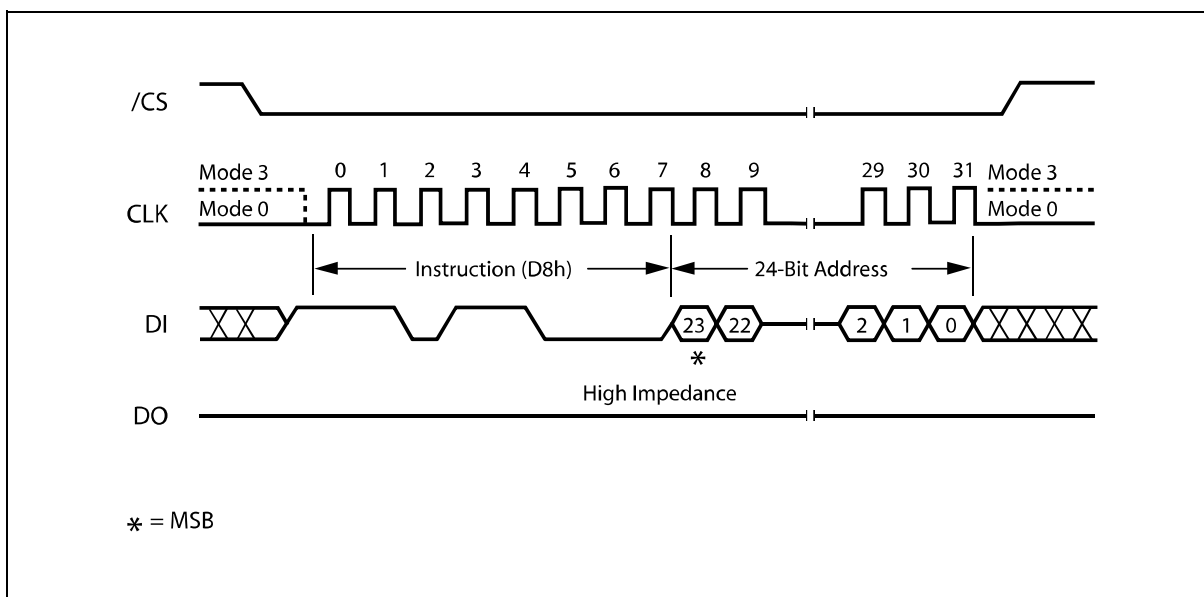 /CS
Mode 3 0 1 2 3 4 5 6 7 8 9 29 30 31 Mode 3
CLK Mode 0 Mode 0
Instruction (D8h) 24-Bit Address
DI 23 22 2 1 0
*
High Impedance
DO
* = MSB